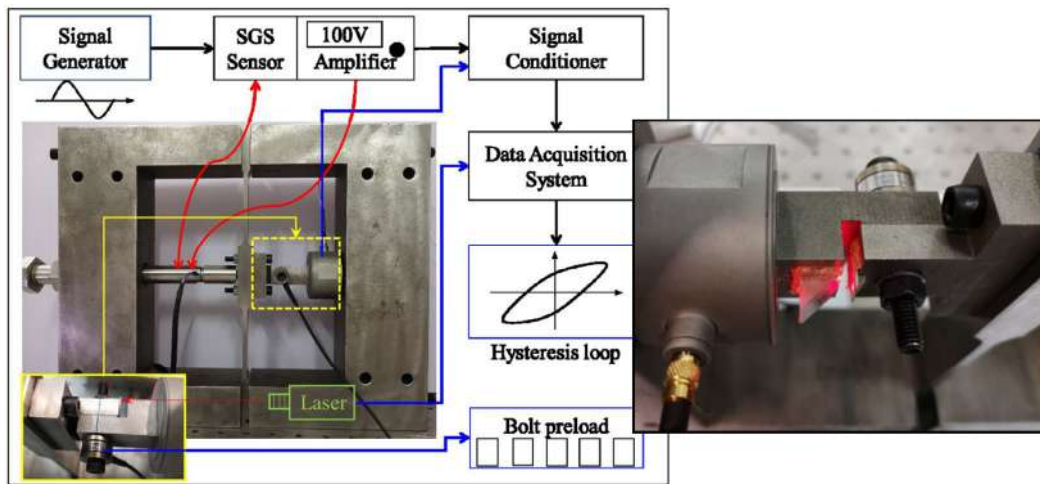 Signal
Generator
SGS
Sensor
100V
Amplifier
Signal
Conditioner
Data Acquisition
System
Hysteresis loop
Laser
Bolt preload